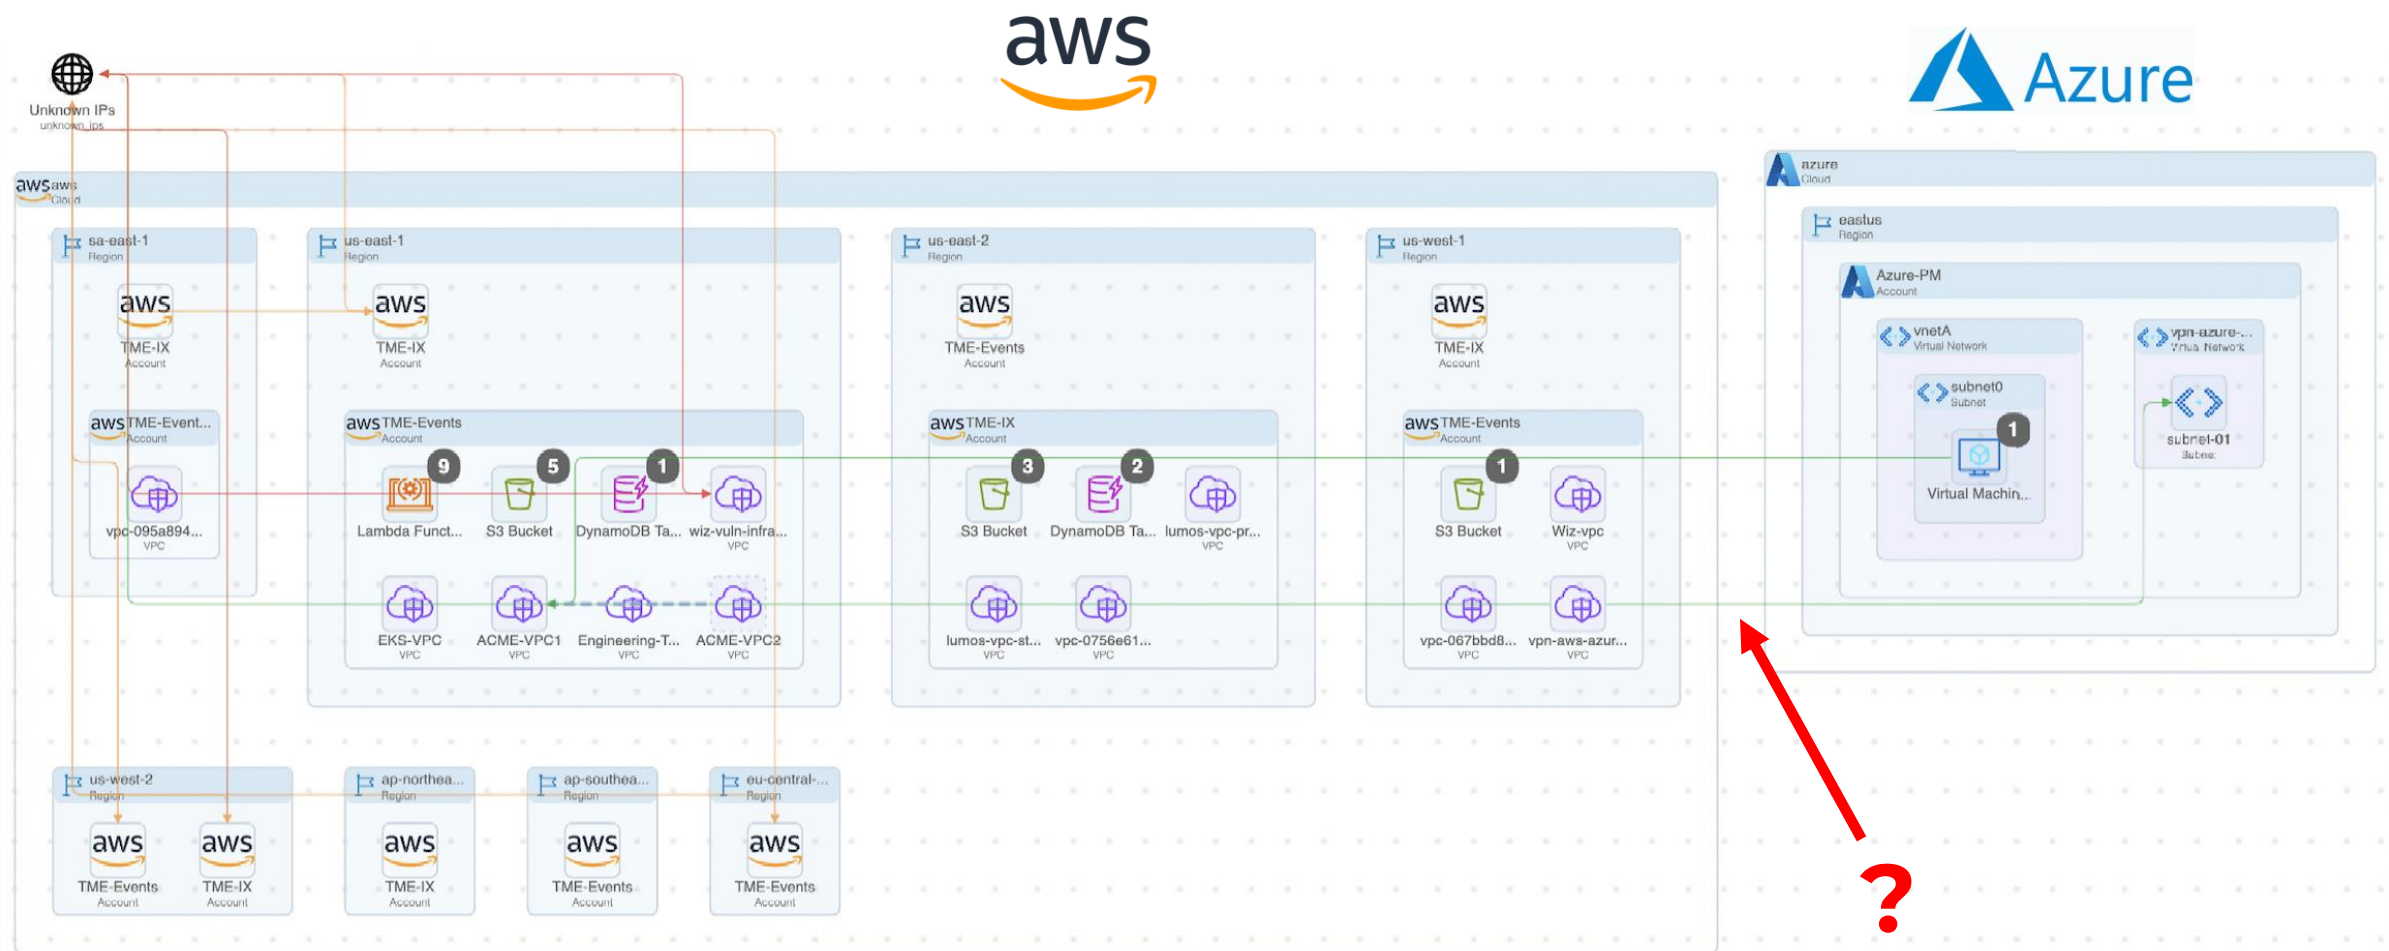 aws
Azure
Unknown IPs
unknown_ips
aws aws
Cloud
azure
Cloud
sa-east-1
Region
us-east-1
Region
us-east-2
Region
us-west-1
Region
eastus
Region
Azure-PM
Account
aws
TME-IX
Account
aws
TME-IX
Account
aws
TME-Events
Account
aws
TME-IX
Account
vnetA
Virtual Network
vpn-azure-...
Virtual Network
subnet0
Subnet
1
Virtual Machin...
subnet-01
Subnet
aws TME-Event...
Account
vpc-095a894...
VPC
aws TME-Events
Account
9
Lambda Funct...
5
S3 Bucket
1
DynamoDB Ta...
wiz-vuln-infra...
VPC
EKS-VPC
VPC
ACME-VPC1
VPC
Engineering-T...
VPC
ACME-VPC2
VPC
aws TME-IX
Account
3
S3 Bucket
2
DynamoDB Ta...
lumos-vpc-pr...
VPC
lumos-vpc-st...
VPC
vpc-0756e61...
VPC
aws TME-Events
Account
1
S3 Bucket
Wiz-vpc
VPC
vpc-067bbd8...
VPC
vpn-aws-azur...
VPC
us-west-2
Region
ap-northea...
Region
ap-southea...
Region
eu-central-...
Region
aws
TME-Events
Account
aws
TME-IX
Account
aws
TME-IX
Account
aws
TME-Events
Account
aws
TME-Events
Account
?